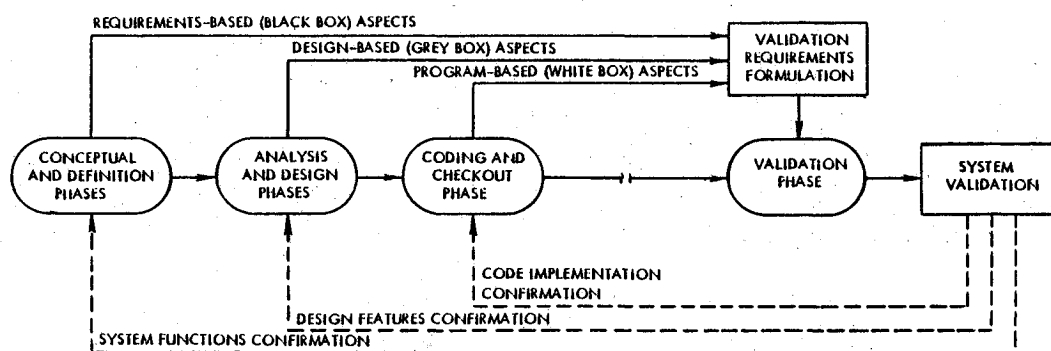 REQUIREMENTS-BASED (BLACK BOX) ASPECTS
DESIGN-BASED (GREY BOX) ASPECTS
PROGRAM-BASED (WHITE BOX) ASPECTS
VALIDATION
REQUIREMENTS
FORMULATION
CONCEPTUAL
AND DEFINITION
PHASES
ANALYSIS
AND DESIGN
PHASES
CODING AND
CHECKOUT
PHASE
VALIDATION
PHASE
SYSTEM
VALIDATION
CODE IMPLEMENTATION
CONFIRMATION
DESIGN FEATURES CONFIRMATION
SYSTEM FUNCTIONS CONFIRMATION